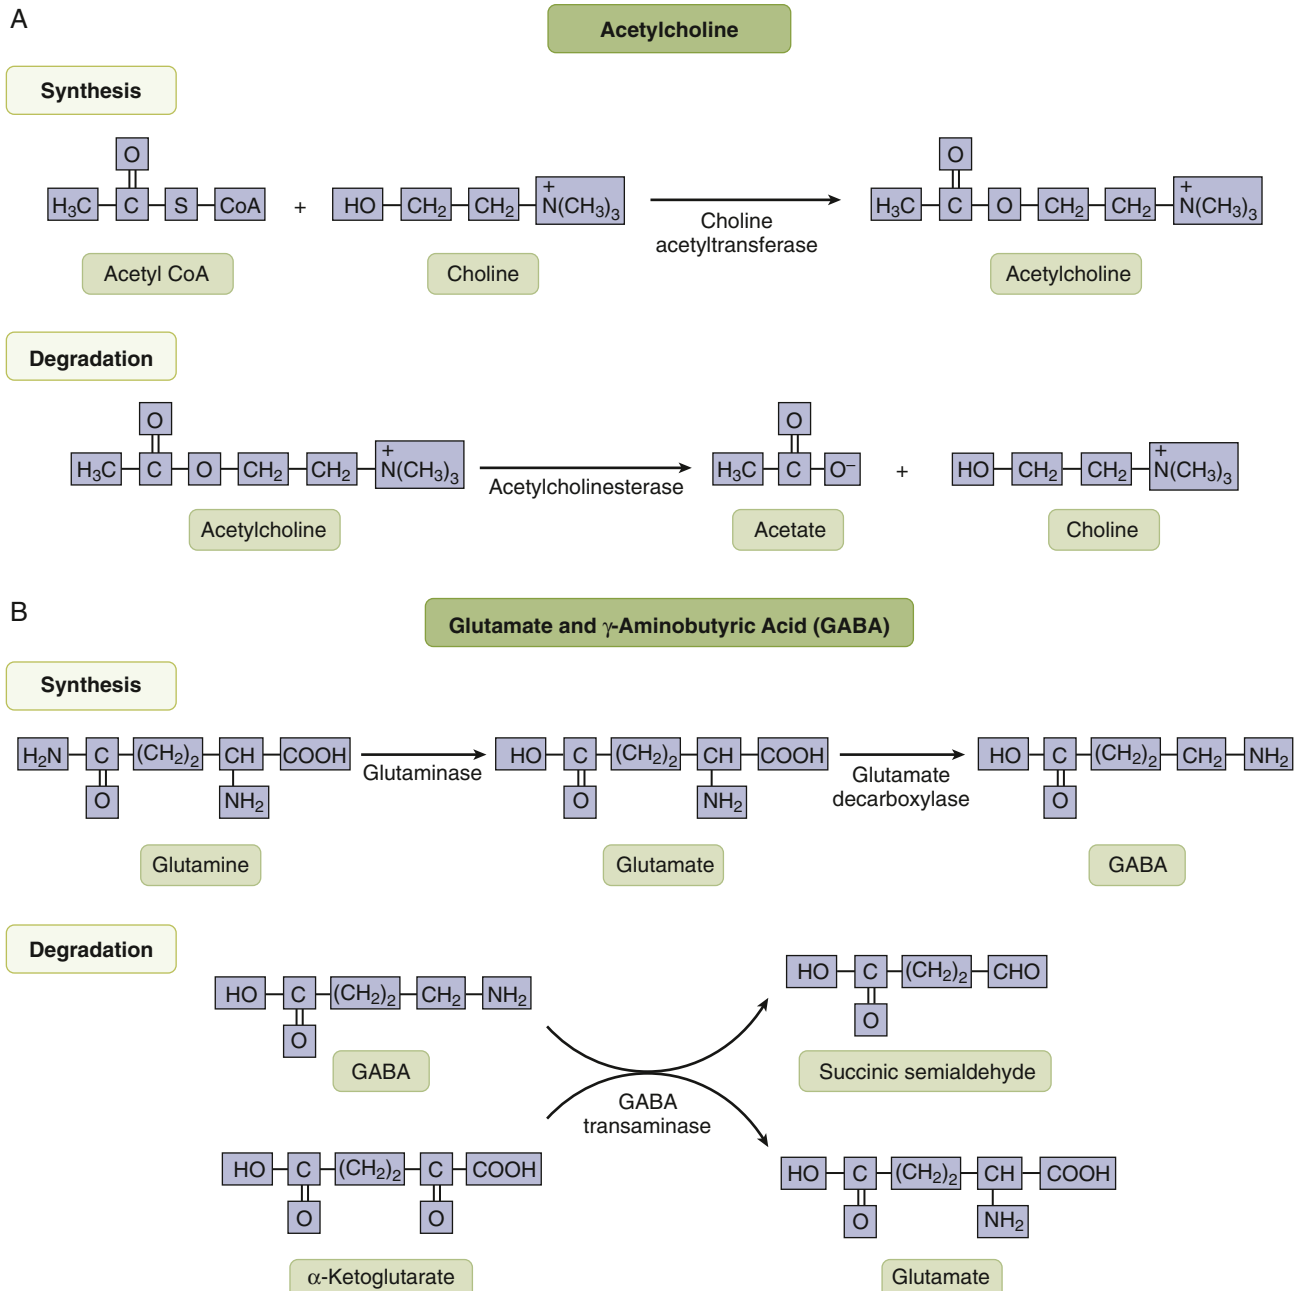 A
Acetylcholine
Synthesis
O
H₃C C S CoA + HO CH₂ CH₂ N⁺(CH₃)₃ Choline acetyltransferase H₃C C O CH₂ CH₂ N⁺(CH₃)₃
Acetyl CoA Choline Acetylcholine
Degradation
O O
H₃C C O CH₂ CH₂ N⁺(CH₃)₃ Acetylcholinesterase H₃C C O⁻ + HO CH₂ CH₂ N⁺(CH₃)₃
Acetylcholine Acetate Choline
B
Glutamate and γ-Aminobutyric Acid (GABA)
Synthesis
H₂N C (CH₂)₂ CH COOH Glutaminase HO C (CH₂)₂ CH COOH Glutamate decarboxylase HO C (CH₂)₂ CH₂ NH₂
O NH₂ O NH₂ O
Glutamine Glutamate GABA
Degradation
HO C (CH₂)₂ CH₂ NH₂
O
GABA
HO C (CH₂)₂ CHO
O
Succinic semialdehyde
GABA
transaminase
HO C (CH₂)₂ C COOH
O O
α-Ketoglutarate
HO C (CH₂)₂ CH COOH
O NH₂
Glutamate